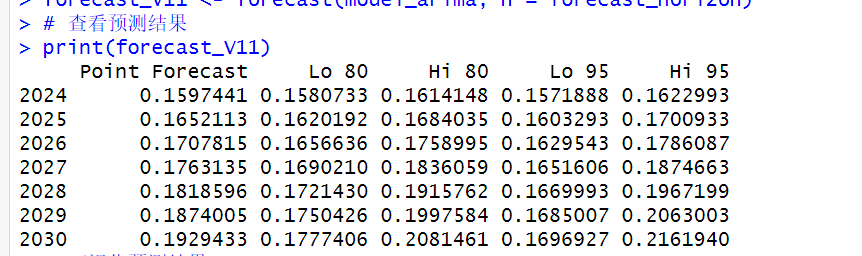 > forecast_V11 <- forecast(model_arima, h = forecast_horizon)
> # 查看预测结果
> print(forecast_V11)
     Point Forecast     Lo 80     Hi 80     Lo 95     Hi 95
2024      0.1597441 0.1580733 0.1614148 0.1571888 0.1622993
2025      0.1652113 0.1620192 0.1684035 0.1603293 0.1700933
2026      0.1707815 0.1656636 0.1758995 0.1629543 0.1786087
2027      0.1763135 0.1690210 0.1836059 0.1651606 0.1874663
2028      0.1818596 0.1721430 0.1915762 0.1669993 0.1967199
2029      0.1874005 0.1750426 0.1997584 0.1685007 0.2063003
2030      0.1929433 0.1777406 0.2081461 0.1696927 0.2161940